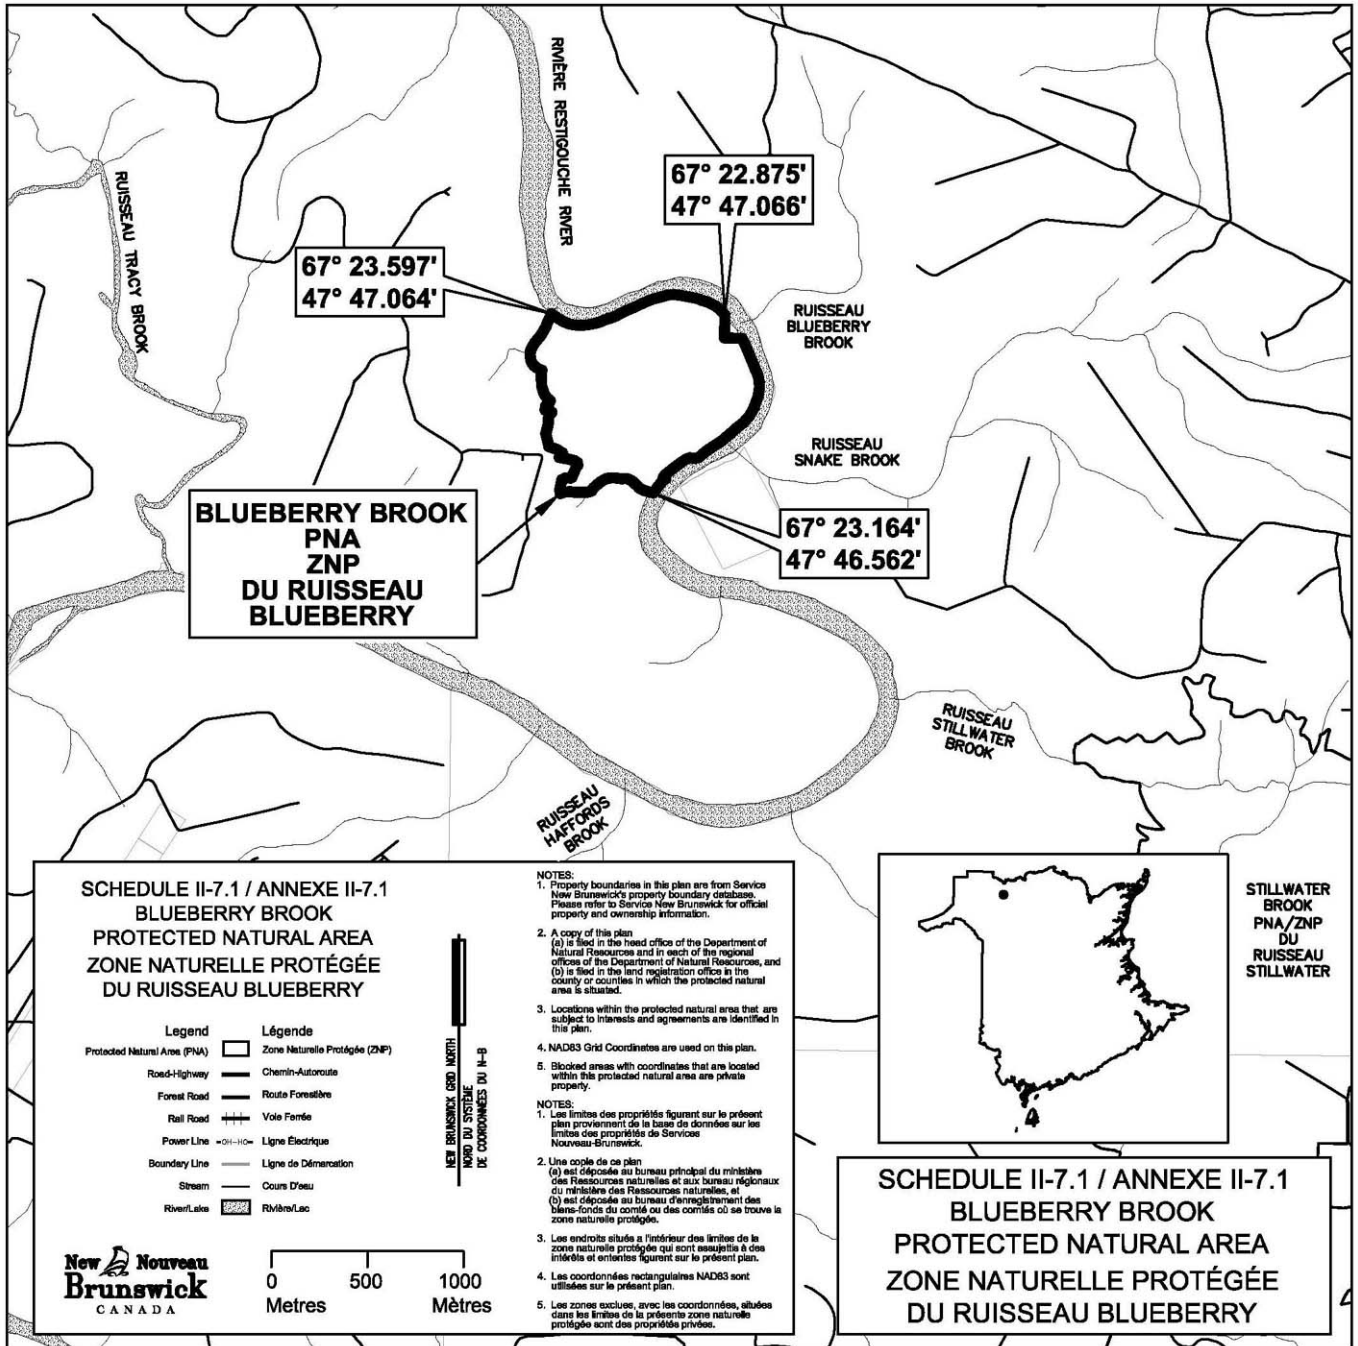 RIVIÈRE RESTIGOUCHE RIVER
67° 22.875'
47° 47.066'
RUISSEAU TRACY BROOK
67° 23.597'
47° 47.064'
RUISSEAU
BLUEBERRY
BROOK
RUISSEAU
SNAKE BROOK
BLUEBERRY BROOK
PNA
ZNP
DU RUISSEAU
BLUEBERRY
67° 23.164'
47° 46.562'
RUISSEAU
STILLWATER
BROOK
RUISSEAU
HAFFORDS
BROOK
SCHEDULE II-7.1 / ANNEXE II-7.1
BLUEBERRY BROOK
PROTECTED NATURAL AREA
ZONE NATURELLE PROTÉGÉE
DU RUISSEAU BLUEBERRY
Legend Légende
Protected Natural Area (PNA) Zone Naturelle Protégée (ZNP)
Road-Highway Chemin-Autoroute
Forest Road Route Forestière
Rail Road Voie Ferrée
Power Line -OH-HO- Ligne Électrique
Boundary Line Ligne de Démarcation
Stream Cours D'eau
River/Lake Rivière/Lac
New Nouveau
Brunswick
CANADA
0 500 1000
Metres Mètres
NEW BRUNSWICK GRID NORTH
NORD DU SYSTÈME
DE COORDONNÉES DU N-B
NOTES:
1. Property boundaries in this plan are from Service
New Brunswick's property boundary database.
Please refer to Service New Brunswick for official
property and ownership information.
2. A copy of this plan
(a) is filed in the head office of the Department of
Natural Resources and in each of the regional
offices of the Department of Natural Resources, and
(b) is filed in the land registration office in the
county or counties in which the protected natural
area is situated.
3. Locations within the protected natural area that are
subject to interests and agreements are identified in
this plan.
4. NAD83 Grid Coordinates are used on this plan.
5. Blocked areas with coordinates that are located
within this protected natural area are private
property.
NOTES:
1. Les limites des propriétés figurant sur le présent
plan proviennent de la base de données sur les
limites des propriétés de Services
Nouveau-Brunswick.
2. Une copie de ce plan
(a) est déposée au bureau principal du ministère
des Ressources naturelles et aux bureau régionaux
du ministère des Ressources naturelles, et
(b) est déposée au bureau d'enregistrement des
biens-fonds du comté ou des comtés où se trouve la
zone naturelle protégée.
3. Les endroits situés a l'intérieur des limites de la
zone naturelle protégée qui sont assujettis à des
intérêts et ententes figurent sur le présent plan.
4. Les coordonnées rectangulaires NAD83 sont
utilisées sur le présent plan.
5. Les zones exclues, avec les coordonnées, situées
dans les limites de la présente zone naturelle
protégée sont des propriétés privées.
STILLWATER
BROOK
PNA/ZNP
DU
RUISSEAU
STILLWATER
SCHEDULE II-7.1 / ANNEXE II-7.1
BLUEBERRY BROOK
PROTECTED NATURAL AREA
ZONE NATURELLE PROTÉGÉE
DU RUISSEAU BLUEBERRY